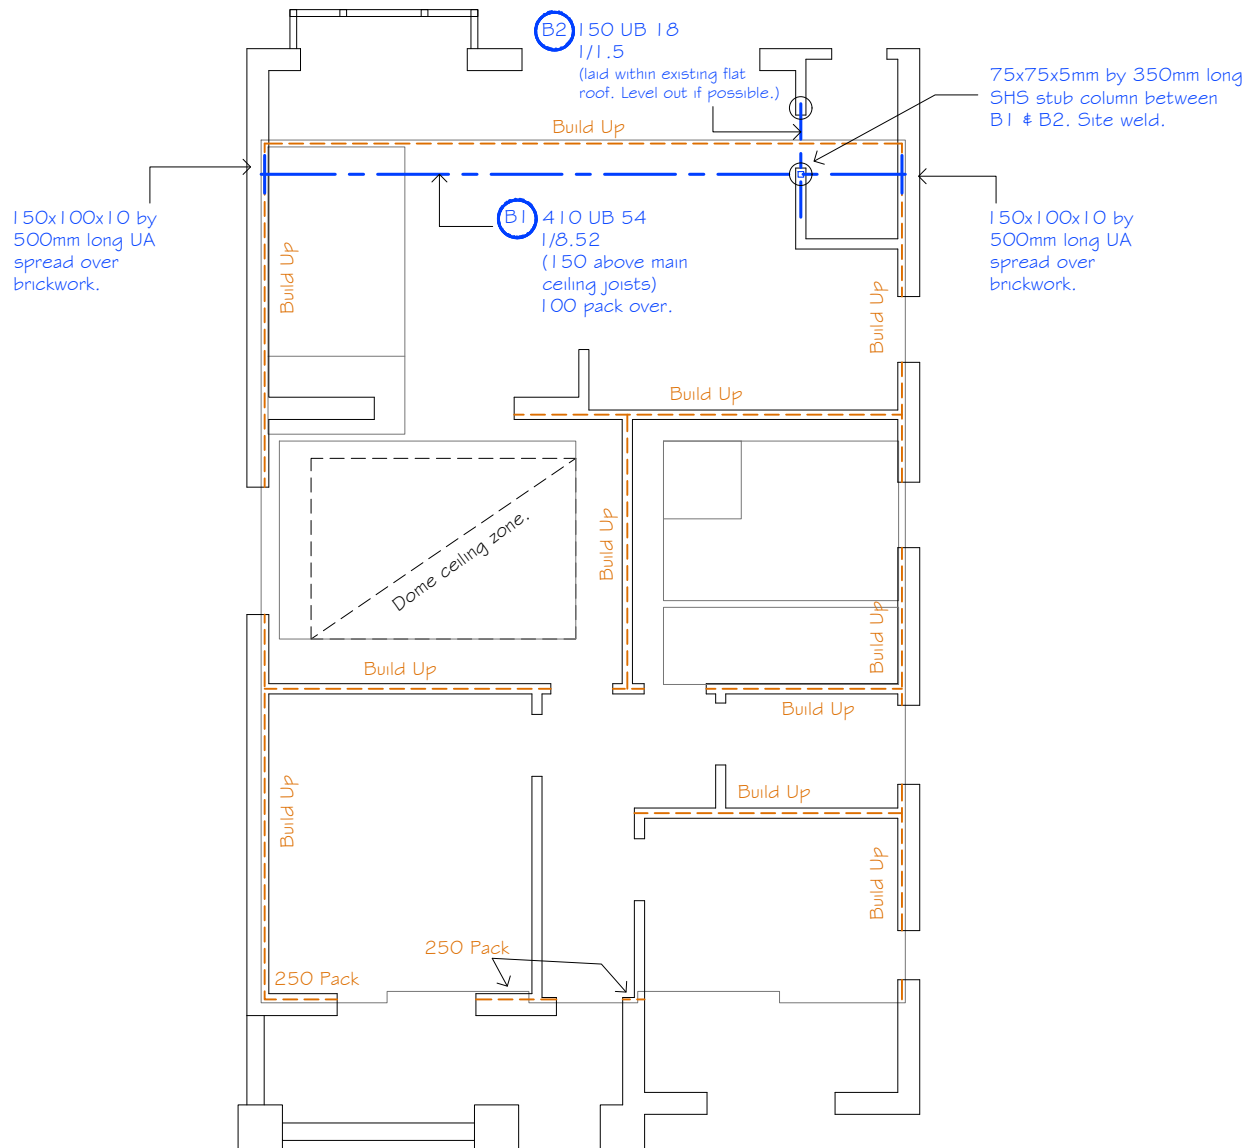 B2 150 UB 18
1/1.5
(laid within existing flat
roof. Level out if possible.)
75x75x5mm by 350mm long
SHS stub column between
B1 & B2. Site weld.
Build Up
150x100x10 by
500mm long UA
spread over
brickwork.
B1 410 UB 54
1/8.52
(150 above main
ceiling joists)
100 pack over.
150x100x10 by
500mm long UA
spread over
brickwork.
Build Up
Build Up
Build Up
Dome ceiling zone.
Build Up
Build Up
Build Up
Build Up
Build Up
Build Up
Build Up
250 Pack
250 Pack